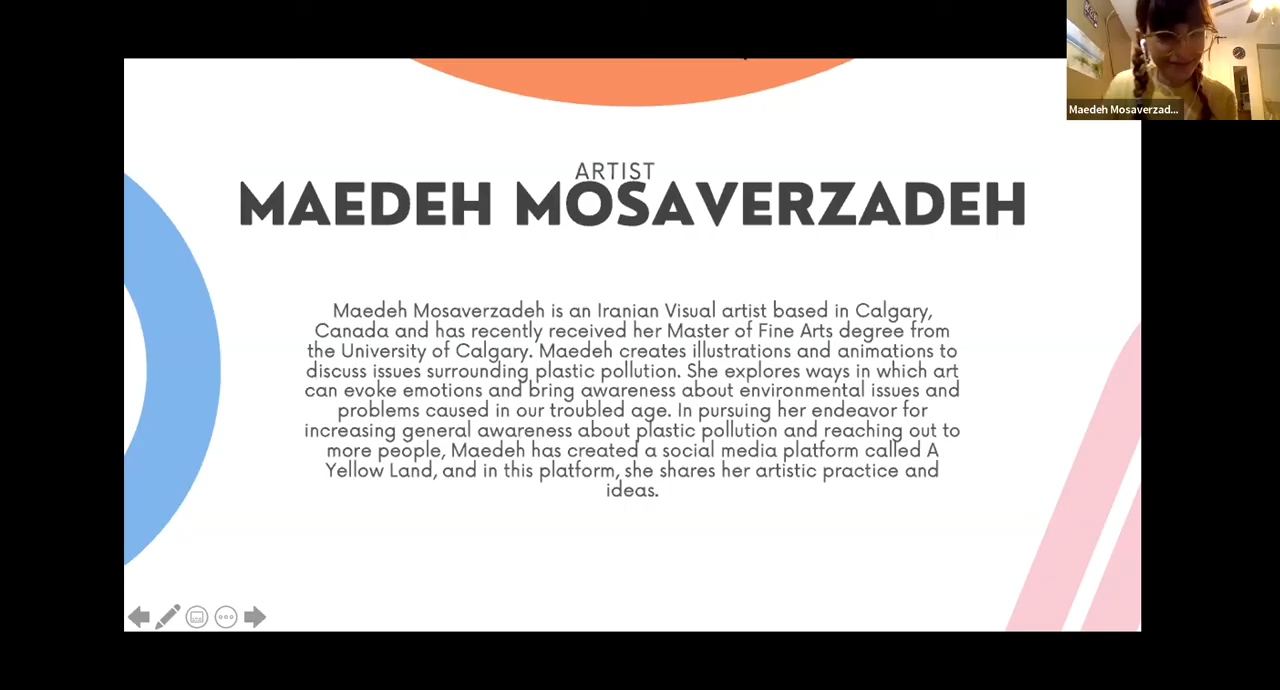 ARTIST
MAEDEH MOSAVERZADEH
Maedeh Mosaverzadeh is an Iranian Visual artist based in Calgary,
Canada and has recently received her Master of Fine Arts degree from
the University of Calgary. Maedeh creates illustrations and animations to
discuss issues surrounding plastic pollution. She explores ways in which art
can evoke emotions and bring awareness about environmental issues and
problems caused in our troubled age. In pursuing her endeavor for
increasing general awareness about plastic pollution and reaching out to
more people, Maedeh has created a social media platform called A
Yellow Land, and in this platform, she shares her artistic practice and
ideas.
Maedeh Mosaverzad...